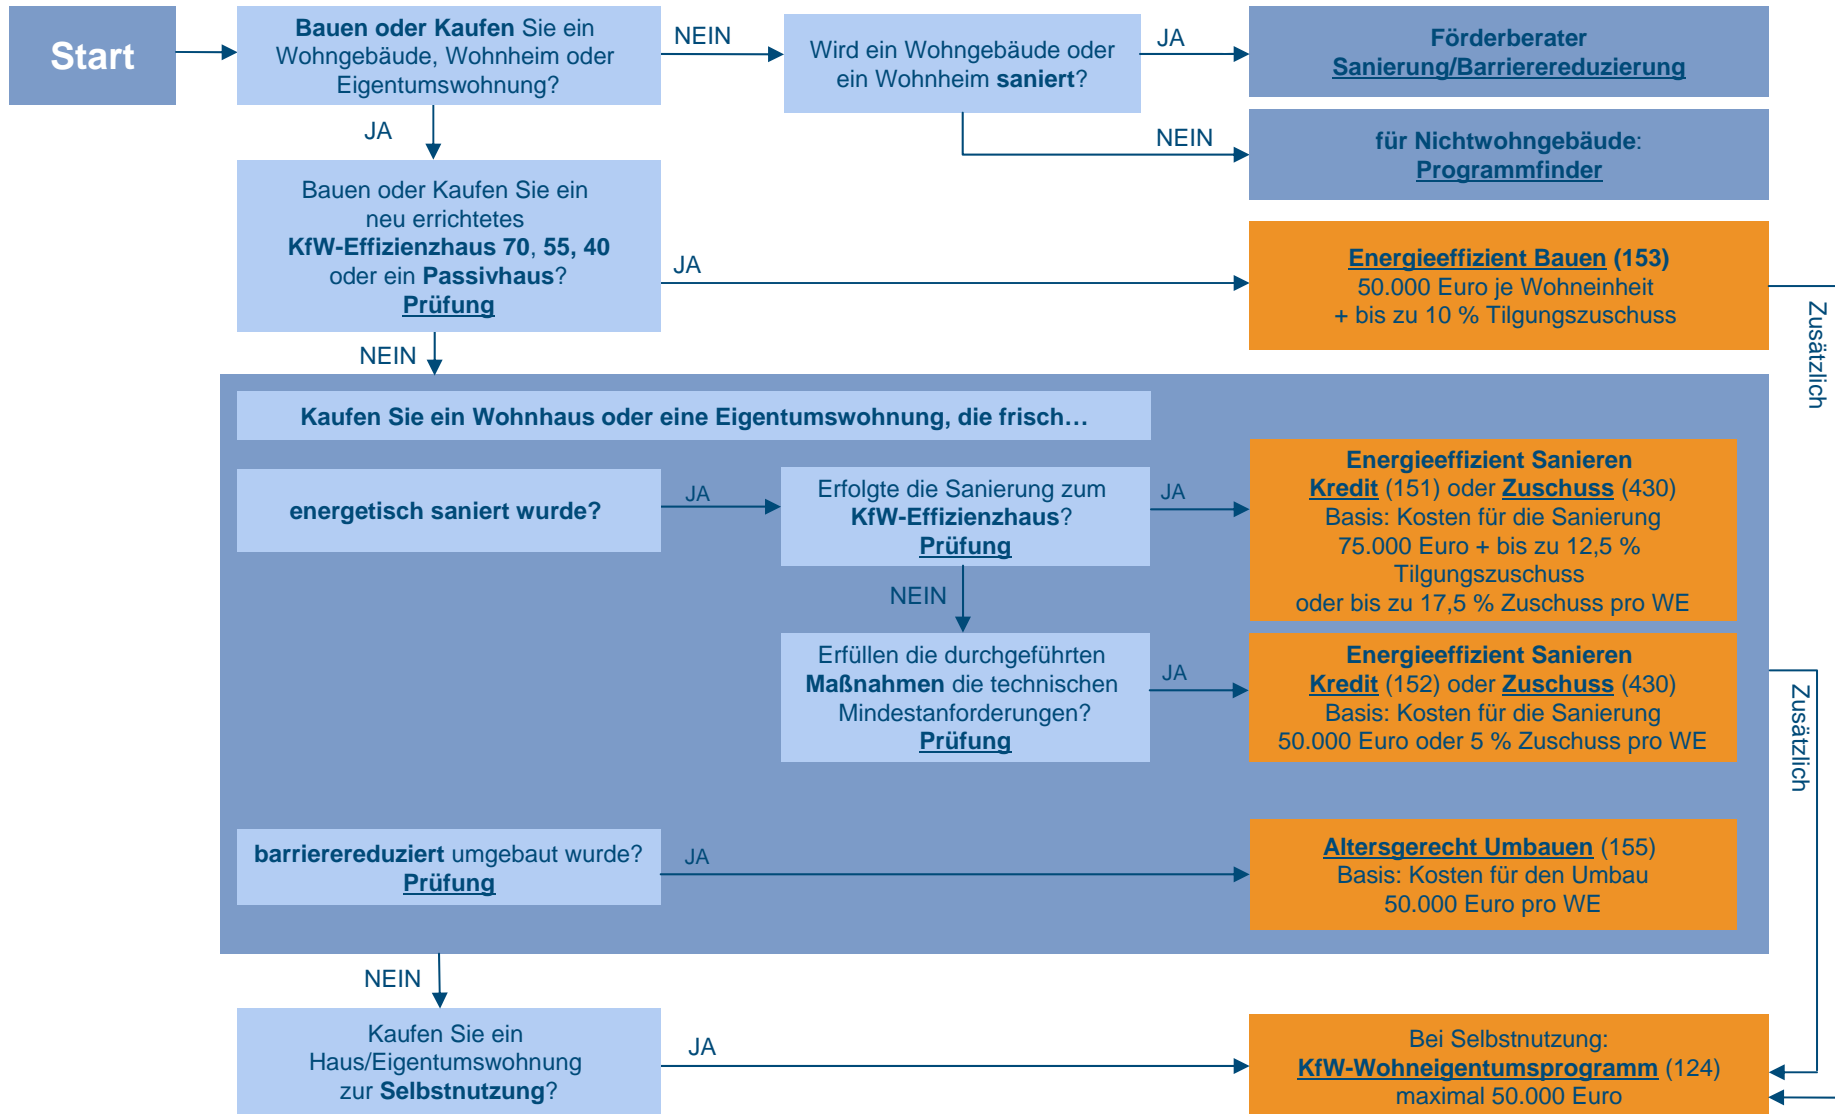 Start
Bauen oder Kaufen Sie ein
Wohngebäude, Wohnheim oder
Eigentumswohnung?
NEIN
Wird ein Wohngebäude oder
ein Wohnheim saniert?
JA
Förderberater
Sanierung/Barrierereduzierung
NEIN
für Nichtwohngebäude:
Programmfinder
JA
Bauen oder Kaufen Sie ein
neu errichtetes
KfW-Effizienzhaus 70, 55, 40
oder ein Passivhaus?
Prüfung
JA
Energieeffizient Bauen (153)
50.000 Euro je Wohneinheit
+ bis zu 10 % Tilgungszuschuss
Zusätzlich
NEIN
Kaufen Sie ein Wohnhaus oder eine Eigentumswohnung, die frisch…
energetisch saniert wurde?
JA
Erfolgte die Sanierung zum
KfW-Effizienzhaus?
Prüfung
JA
Energieeffizient Sanieren
Kredit (151) oder Zuschuss (430)
Basis: Kosten für die Sanierung
75.000 Euro + bis zu 12,5 %
Tilgungszuschuss
oder bis zu 17,5 % Zuschuss pro WE
NEIN
Erfüllen die durchgeführten
Maßnahmen die technischen
Mindestanforderungen?
Prüfung
JA
Energieeffizient Sanieren
Kredit (152) oder Zuschuss (430)
Basis: Kosten für die Sanierung
50.000 Euro oder 5 % Zuschuss pro WE
Zusätzlich
barrierereduziert umgebaut wurde?
Prüfung
JA
Altersgerecht Umbauen (155)
Basis: Kosten für den Umbau
50.000 Euro pro WE
NEIN
Kaufen Sie ein
Haus/Eigentumswohnung
zur Selbstnutzung?
JA
Bei Selbstnutzung:
KfW-Wohneigentumsprogramm (124)
maximal 50.000 Euro